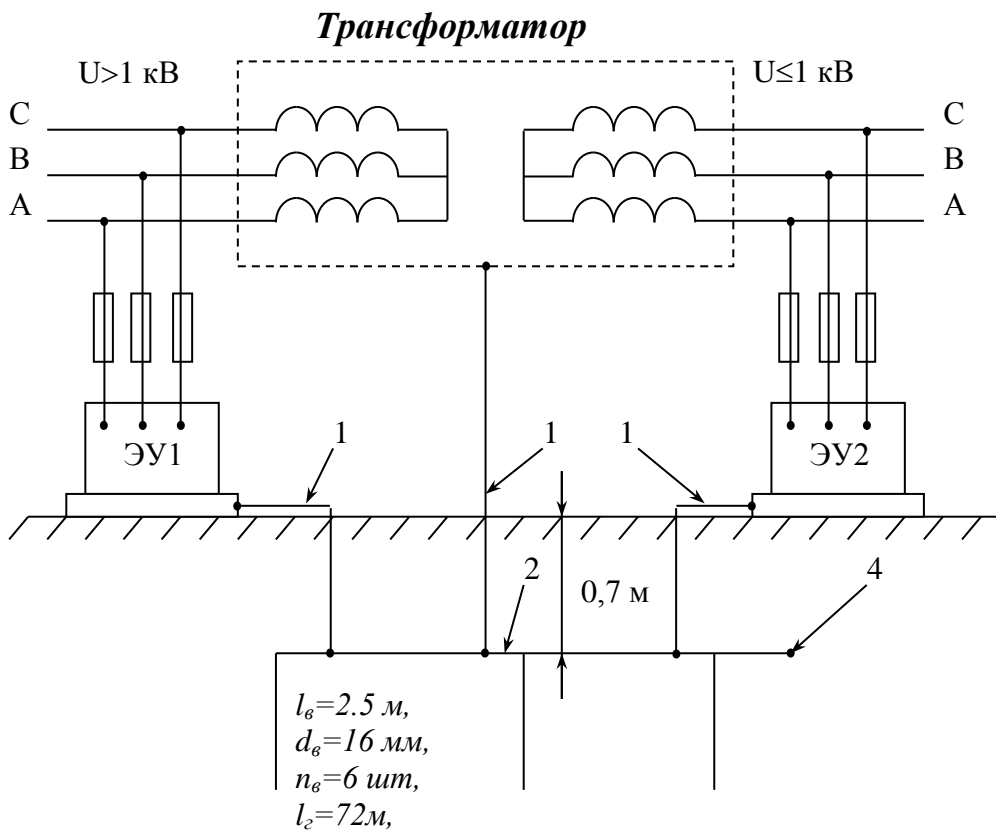 Трансформатор
U>1 кВ
U≤1 кВ
C
C
B
B
A
A
ЭУ1
ЭУ2
1
1
1
2
4
0,7 м
lв=2.5 м,
dв=16 мм,
nв=6 шт,
lг=72м,